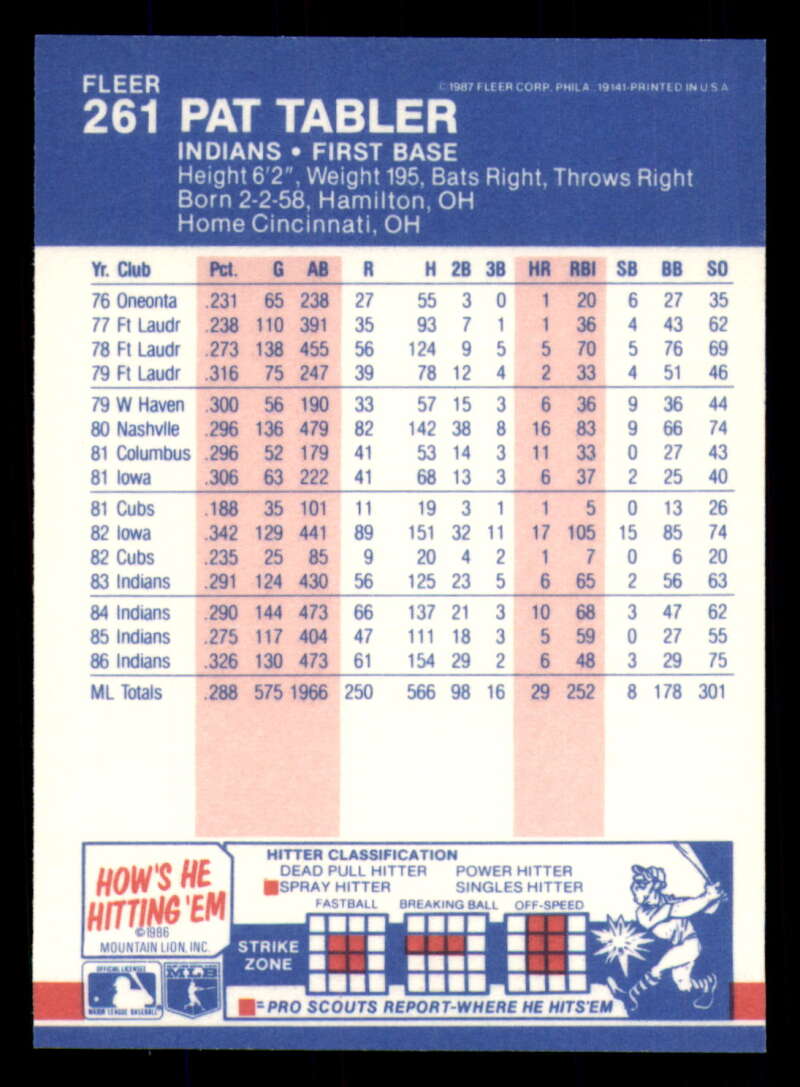 FLEER
© 1987 FLEER CORP. PHILA. 19141-PRINTED IN U S A
261 PAT TABLER
INDIANS • FIRST BASE
Height 6'2", Weight 195, Bats Right, Throws Right
Born 2-2-58, Hamilton, OH
Home Cincinnati, OH
Yr. Club Pct. G AB R H 2B 3B HR RBI SB BB SO
76 Oneonta .231 65 238 27 55 3 0 1 20 6 27 35
77 Ft Laudr .238 110 391 35 93 7 1 1 36 4 43 62
78 Ft Laudr .273 138 455 56 124 9 5 5 70 5 76 69
79 Ft Laudr .316 75 247 39 78 12 4 2 33 4 51 46
79 W Haven .300 56 190 33 57 15 3 6 36 9 36 44
80 Nashvlle .296 136 479 82 142 38 8 16 83 9 66 74
81 Columbus .296 52 179 41 53 14 3 11 33 0 27 43
81 Iowa .306 63 222 41 68 13 3 6 37 2 25 40
81 Cubs .188 35 101 11 19 3 1 1 5 0 13 26
82 Iowa .342 129 441 89 151 32 11 17 105 15 85 74
82 Cubs .235 25 85 9 20 4 2 1 7 0 6 20
83 Indians .291 124 430 56 125 23 5 6 65 2 56 63
84 Indians .290 144 473 66 137 21 3 10 68 3 47 62
85 Indians .275 117 404 47 111 18 3 5 59 0 27 55
86 Indians .326 130 473 61 154 29 2 6 48 3 29 75
ML Totals .288 575 1966 250 566 98 16 29 252 8 178 301
HOW'S HE
HITTING 'EM
©1986
MOUNTAIN LION, INC.
OFFICIAL LICENSEE
MAJOR LEAGUE BASEBALL
MLB
HITTER CLASSIFICATION
DEAD PULL HITTER POWER HITTER
SPRAY HITTER SINGLES HITTER
FASTBALL BREAKING BALL OFF-SPEED
STRIKE
ZONE
=PRO SCOUTS REPORT-WHERE HE HITS'EM